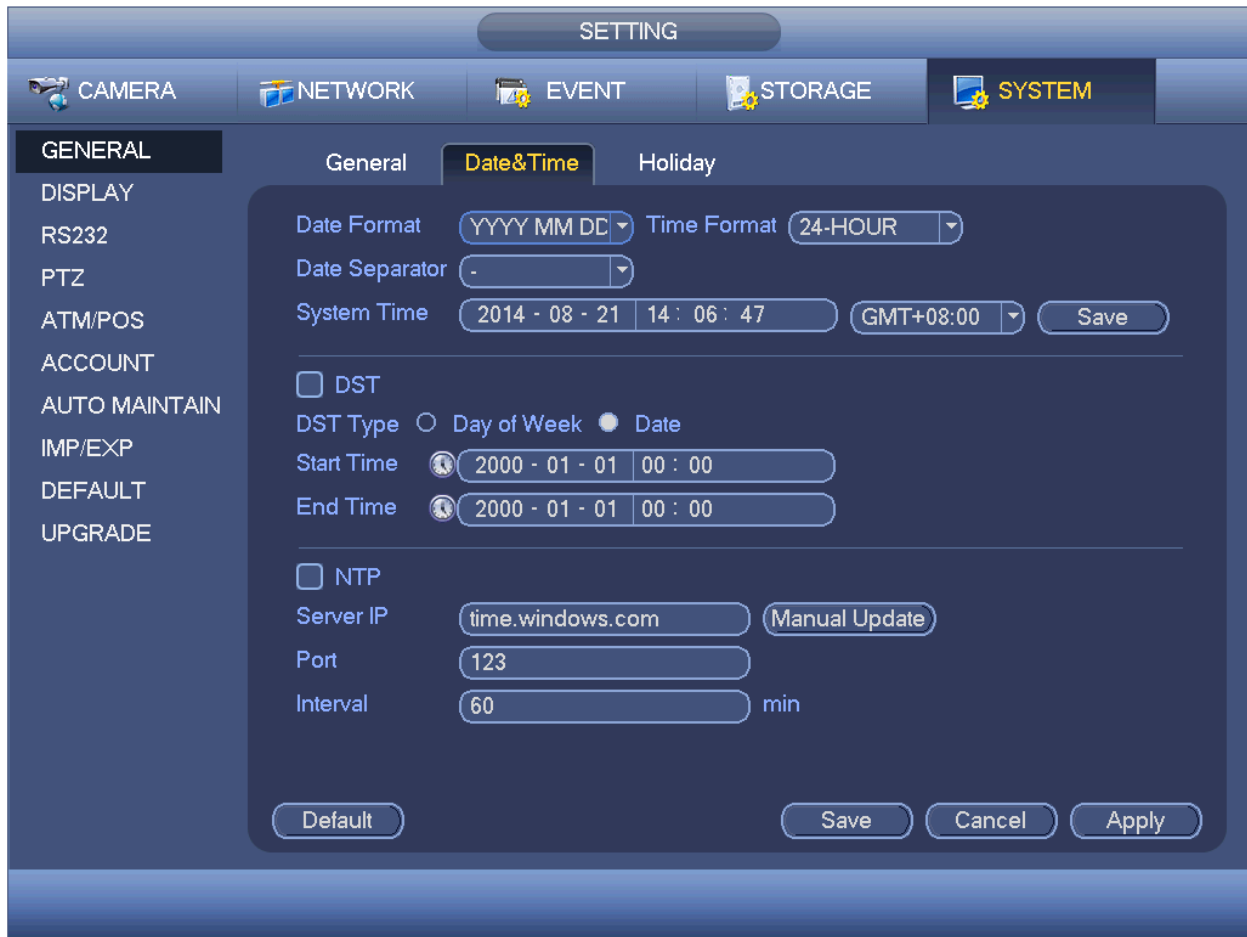 SETTING
CAMERA NETWORK EVENT STORAGE SYSTEM
GENERAL
DISPLAY
RS232
PTZ
ATM/POS
ACCOUNT
AUTO MAINTAIN
IMP/EXP
DEFAULT
UPGRADE
General Date&Time Holiday
Date Format YYYY MM DD Time Format 24-HOUR
Date Separator -
System Time 2014 - 08 - 21 14 : 06 : 47 GMT+08:00 Save
DST
DST Type Day of Week Date
Start Time 2000 - 01 - 01 00 : 00
End Time 2000 - 01 - 01 00 : 00
NTP
Server IP time.windows.com Manual Update
Port 123
Interval 60 min
Default Save Cancel Apply